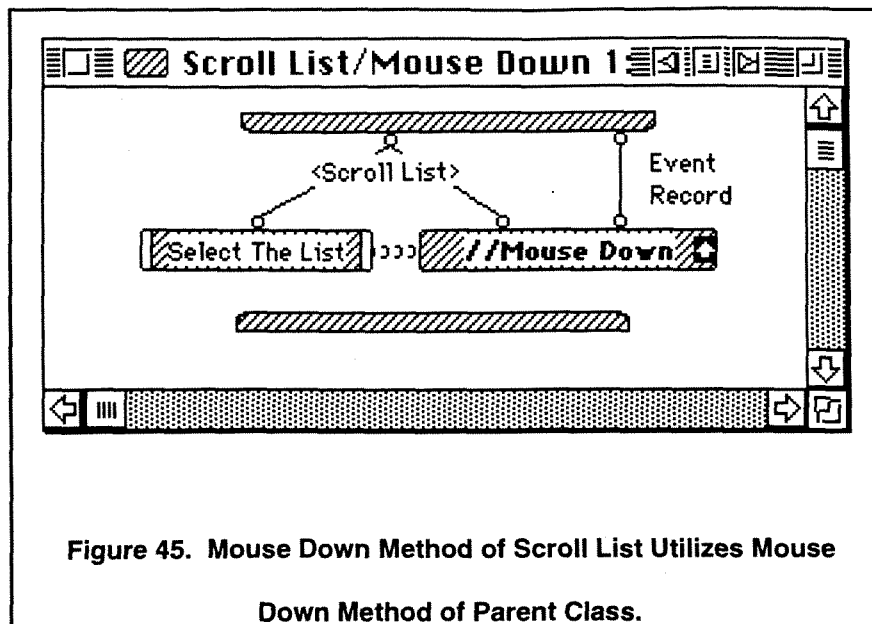 Scroll List/Mouse Down 1:
<Scroll List>
Event
Record
Select The List
//Mouse Down
Figure 45. Mouse Down Method of Scroll List Utilizes Mouse
Down Method of Parent Class.